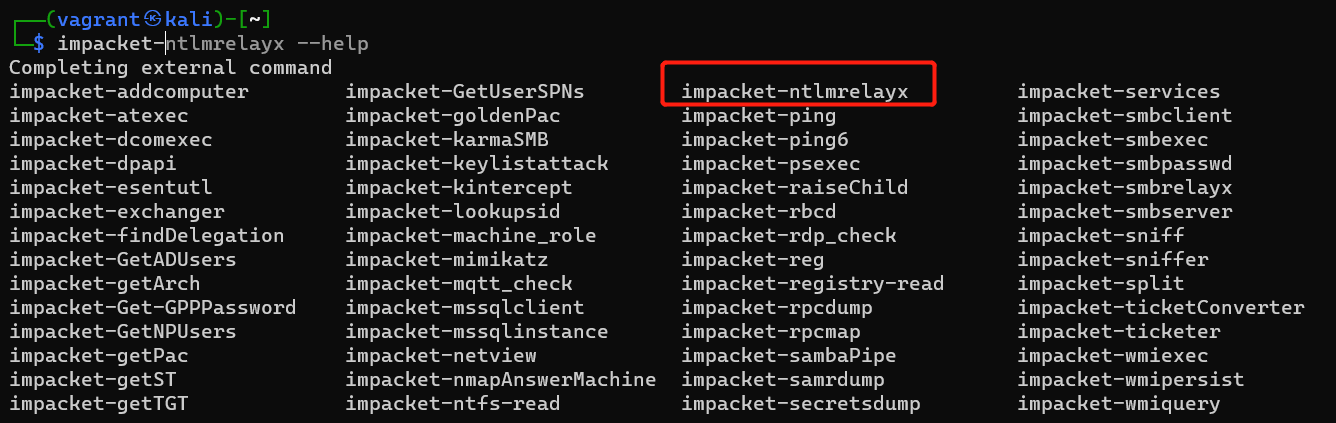 (vagrant㉿kali)-[~]
$ impacket-ntlmrelayx --help
Completing external command
impacket-addcomputer impacket-GetUserSPNs impacket-ntlmrelayx impacket-services
impacket-atexec impacket-goldenPac impacket-ping impacket-smbclient
impacket-dcomexec impacket-karmaSMB impacket-ping6 impacket-smbexec
impacket-dpapi impacket-keylistattack impacket-psexec impacket-smbpasswd
impacket-esentutl impacket-kintercept impacket-raiseChild impacket-smbrelayx
impacket-exchanger impacket-lookupsid impacket-rbcd impacket-smbserver
impacket-findDelegation impacket-machine_role impacket-rdp_check impacket-sniff
impacket-GetADUsers impacket-mimikatz impacket-reg impacket-sniffer
impacket-getArch impacket-mqtt_check impacket-registry-read impacket-split
impacket-Get-GPPPassword impacket-mssqlclient impacket-rpcdump impacket-ticketConverter
impacket-GetNPUsers impacket-mssqlinstance impacket-rpcmap impacket-ticketer
impacket-getPac impacket-netview impacket-sambaPipe impacket-wmiexec
impacket-getST impacket-nmapAnswerMachine impacket-samrdump impacket-wmipersist
impacket-getTGT impacket-ntfs-read impacket-secretsdump impacket-wmiquery